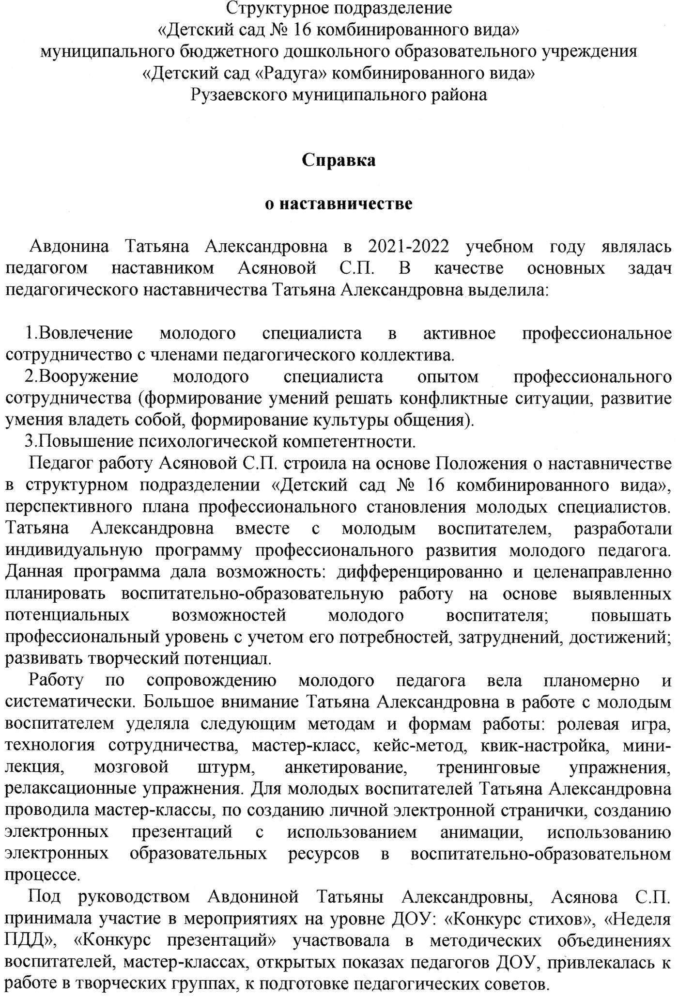 Структурное подразделение
«Детский сад № 16 комбинированного вида»
муниципального бюджетного дошкольного образовательного учреждения
«Детский сад «Радуга» комбинированного вида»
Рузаевского муниципального района
Справка
о наставничестве
Авдонина Татьяна Александровна в 2021-2022 учебном году являлась
педагогом наставником Асяновой С.П. В качестве основных задач
педагогического наставничества Татьяна Александровна выделила:
1.Вовлечение молодого специалиста в активное профессиональное
сотрудничество с членами педагогического коллектива.
2.Вооружение молодого специалиста опытом профессионального
сотрудничества (формирование умений решать конфликтные ситуации, развитие
умения владеть собой, формирование культуры общения).
3.Повышение психологической компетентности.
Педагог работу Асяновой С.П. строила на основе Положения о наставничестве
в структурном подразделении «Детский сад № 16 комбинированного вида»,
перспективного плана профессионального становления молодых специалистов.
Татьяна Александровна вместе с молодым воспитателем, разработали
индивидуальную программу профессионального развития молодого педагога.
Данная программа дала возможность: дифференцированно и целенаправленно
планировать воспитательно-образовательную работу на основе выявленных
потенциальных возможностей молодого воспитателя; повышать
профессиональный уровень с учетом его потребностей, затруднений, достижений;
развивать творческий потенциал.
Работу по сопровождению молодого педагога вела планомерно и
систематически. Большое внимание Татьяна Александровна в работе с молодым
воспитателем уделяла следующим методам и формам работы: ролевая игра,
технология сотрудничества, мастер-класс, кейс-метод, квик-настройка, мини-
лекция, мозговой штурм, анкетирование, тренинговые упражнения,
релаксационные упражнения. Для молодых воспитателей Татьяна Александровна
проводила мастер-классы, по созданию личной электронной странички, созданию
электронных презентаций с использованием анимации, использованию
электронных образовательных ресурсов в воспитательно-образовательном
процессе.
Под руководством Авдониной Татьяны Александровны, Асянова С.П.
принимала участие в мероприятиях на уровне ДОУ: «Конкурс стихов», «Неделя
ПДД», «Конкурс презентаций» участвовала в методических объединениях
воспитателей, мастер-классах, открытых показах педагогов ДОУ, привлекалась к
работе в творческих группах, к подготовке педагогических советов.